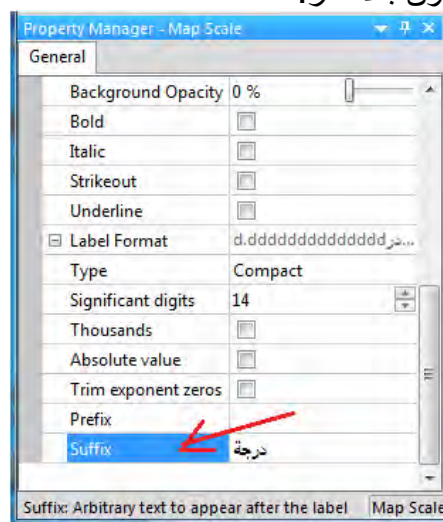 Property Manager - Map Scale
General
Background Opacity 0 %
Bold
Italic
Strikeout
Underline
Label Format d.dddddddddddddدر...
Type Compact
Significant digits 14
Thousands
Absolute value
Trim exponent zeros
Prefix
Suffix درجة
Suffix: Arbitrary text to appear after the label Map Scale